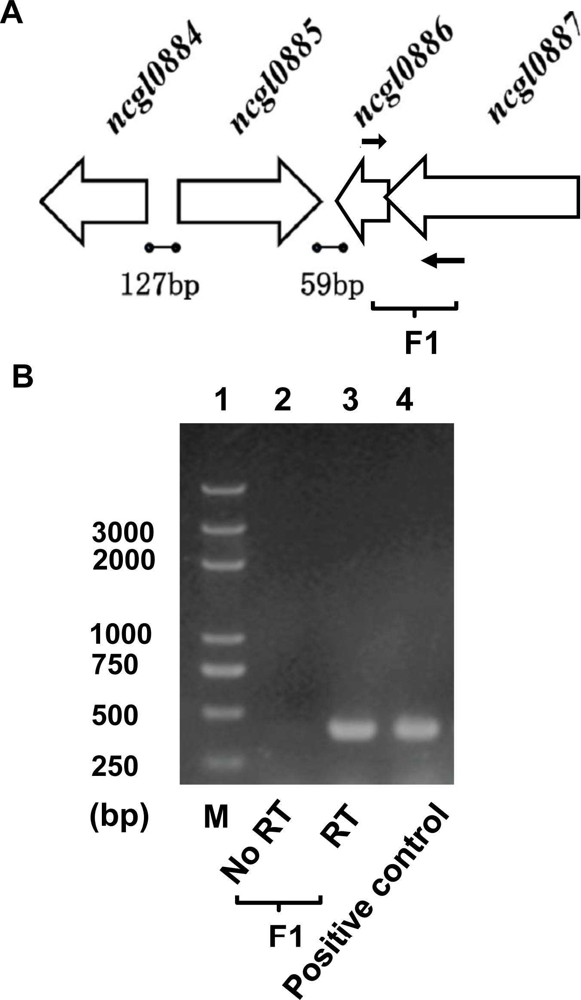 A
ncgl0884 ncgl0885 ncgl0886 ncgl0887
127bp 59bp
F1
B
1 2 3 4
3000
2000
1000
750
500
250
(bp) M No RT RT Positive control
F1